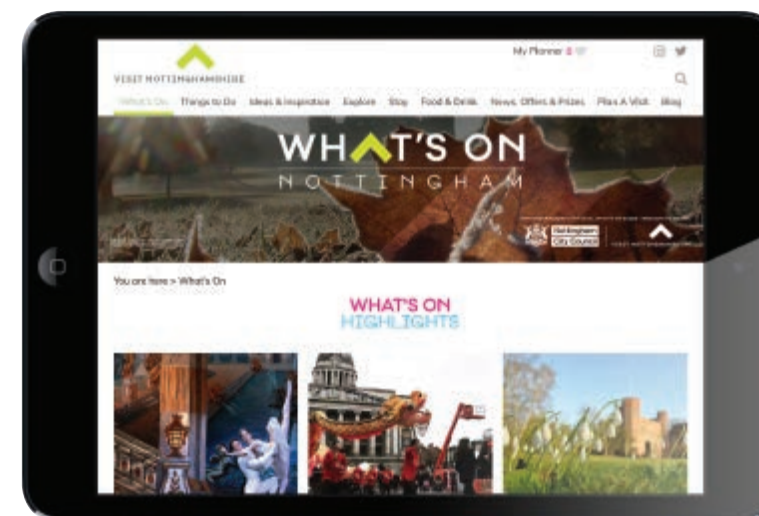 My Planner
VISIT NOTTINGHAMSHIRE
What's On Things to Do Ideas & Inspiration Explore Stay Food & Drink News, Offers & Prizes Plan A Visit Blog
WHAT'S ON
NOTTINGHAM
Nottingham
City Council
You are here > What's On
WHAT'S ON
HIGHLIGHTS